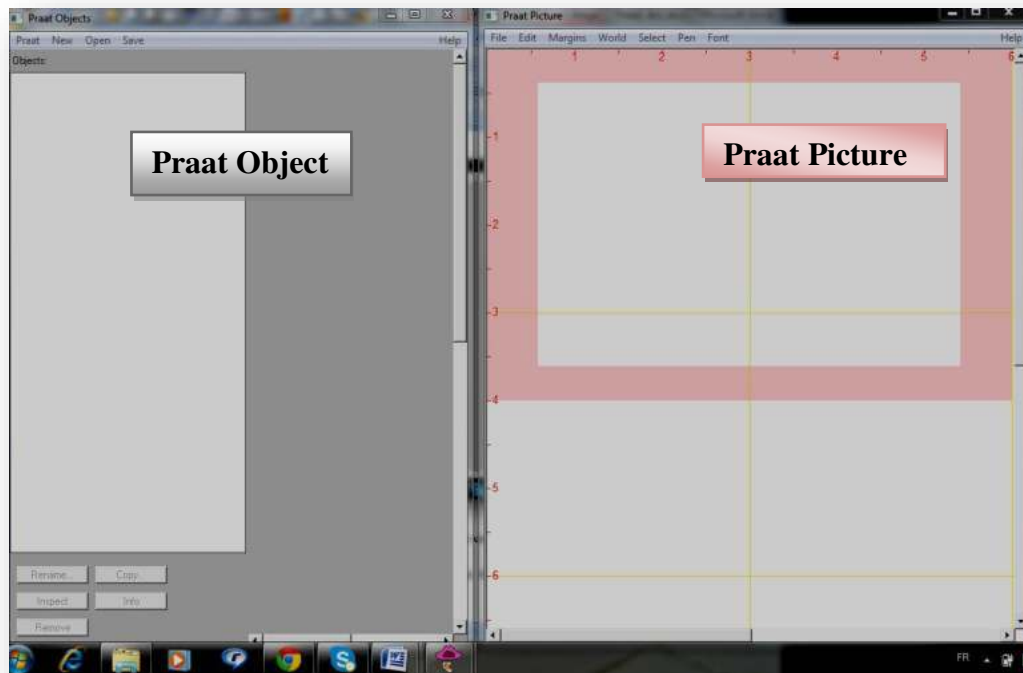 Praat Objects
Praat New Open Save Help
Objects:
Praat Object
Rename... Copy...
Inspect Info
Remove
Praat Picture
File Edit Margins World Select Pen Font Help
1 2 3 4 5 6
Praat Picture
-1
-2
-3
-4
-5
-6
FR